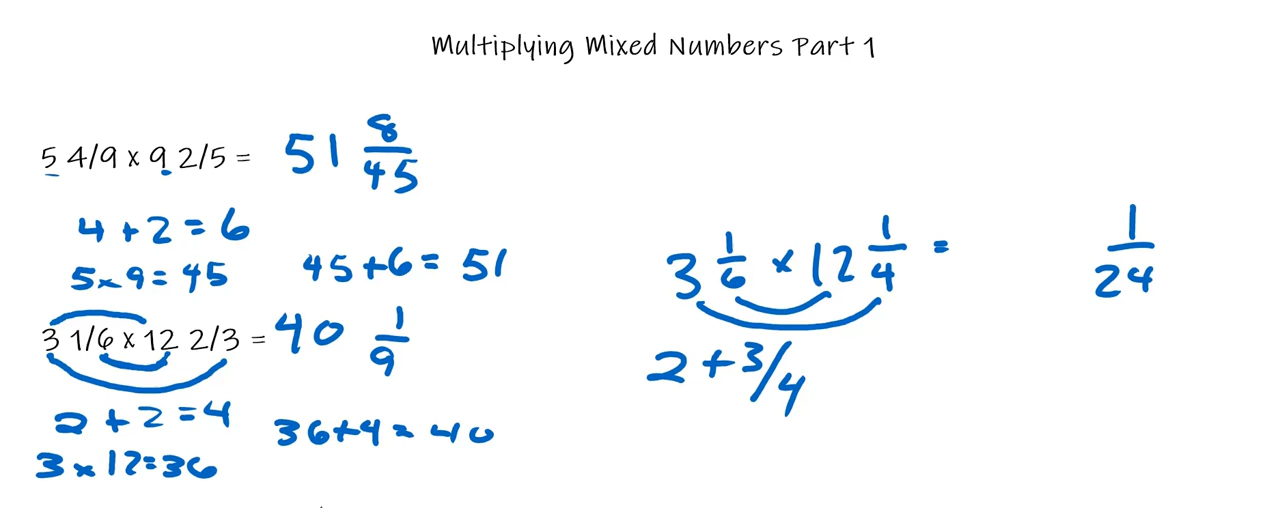 Multiplying Mixed Numbers Part 1
5 4/9 x 9 2/5 = 51 8/45
4 + 2 = 6
5 x 9 = 45
45 + 6 = 51
3 1/6 x 12 2/3 = 40 1/9
2 + 2 = 4
3 x 12 = 36
36 + 4 = 40
3 1/6 x 12 1/4 =
1/24
2 + 3/4